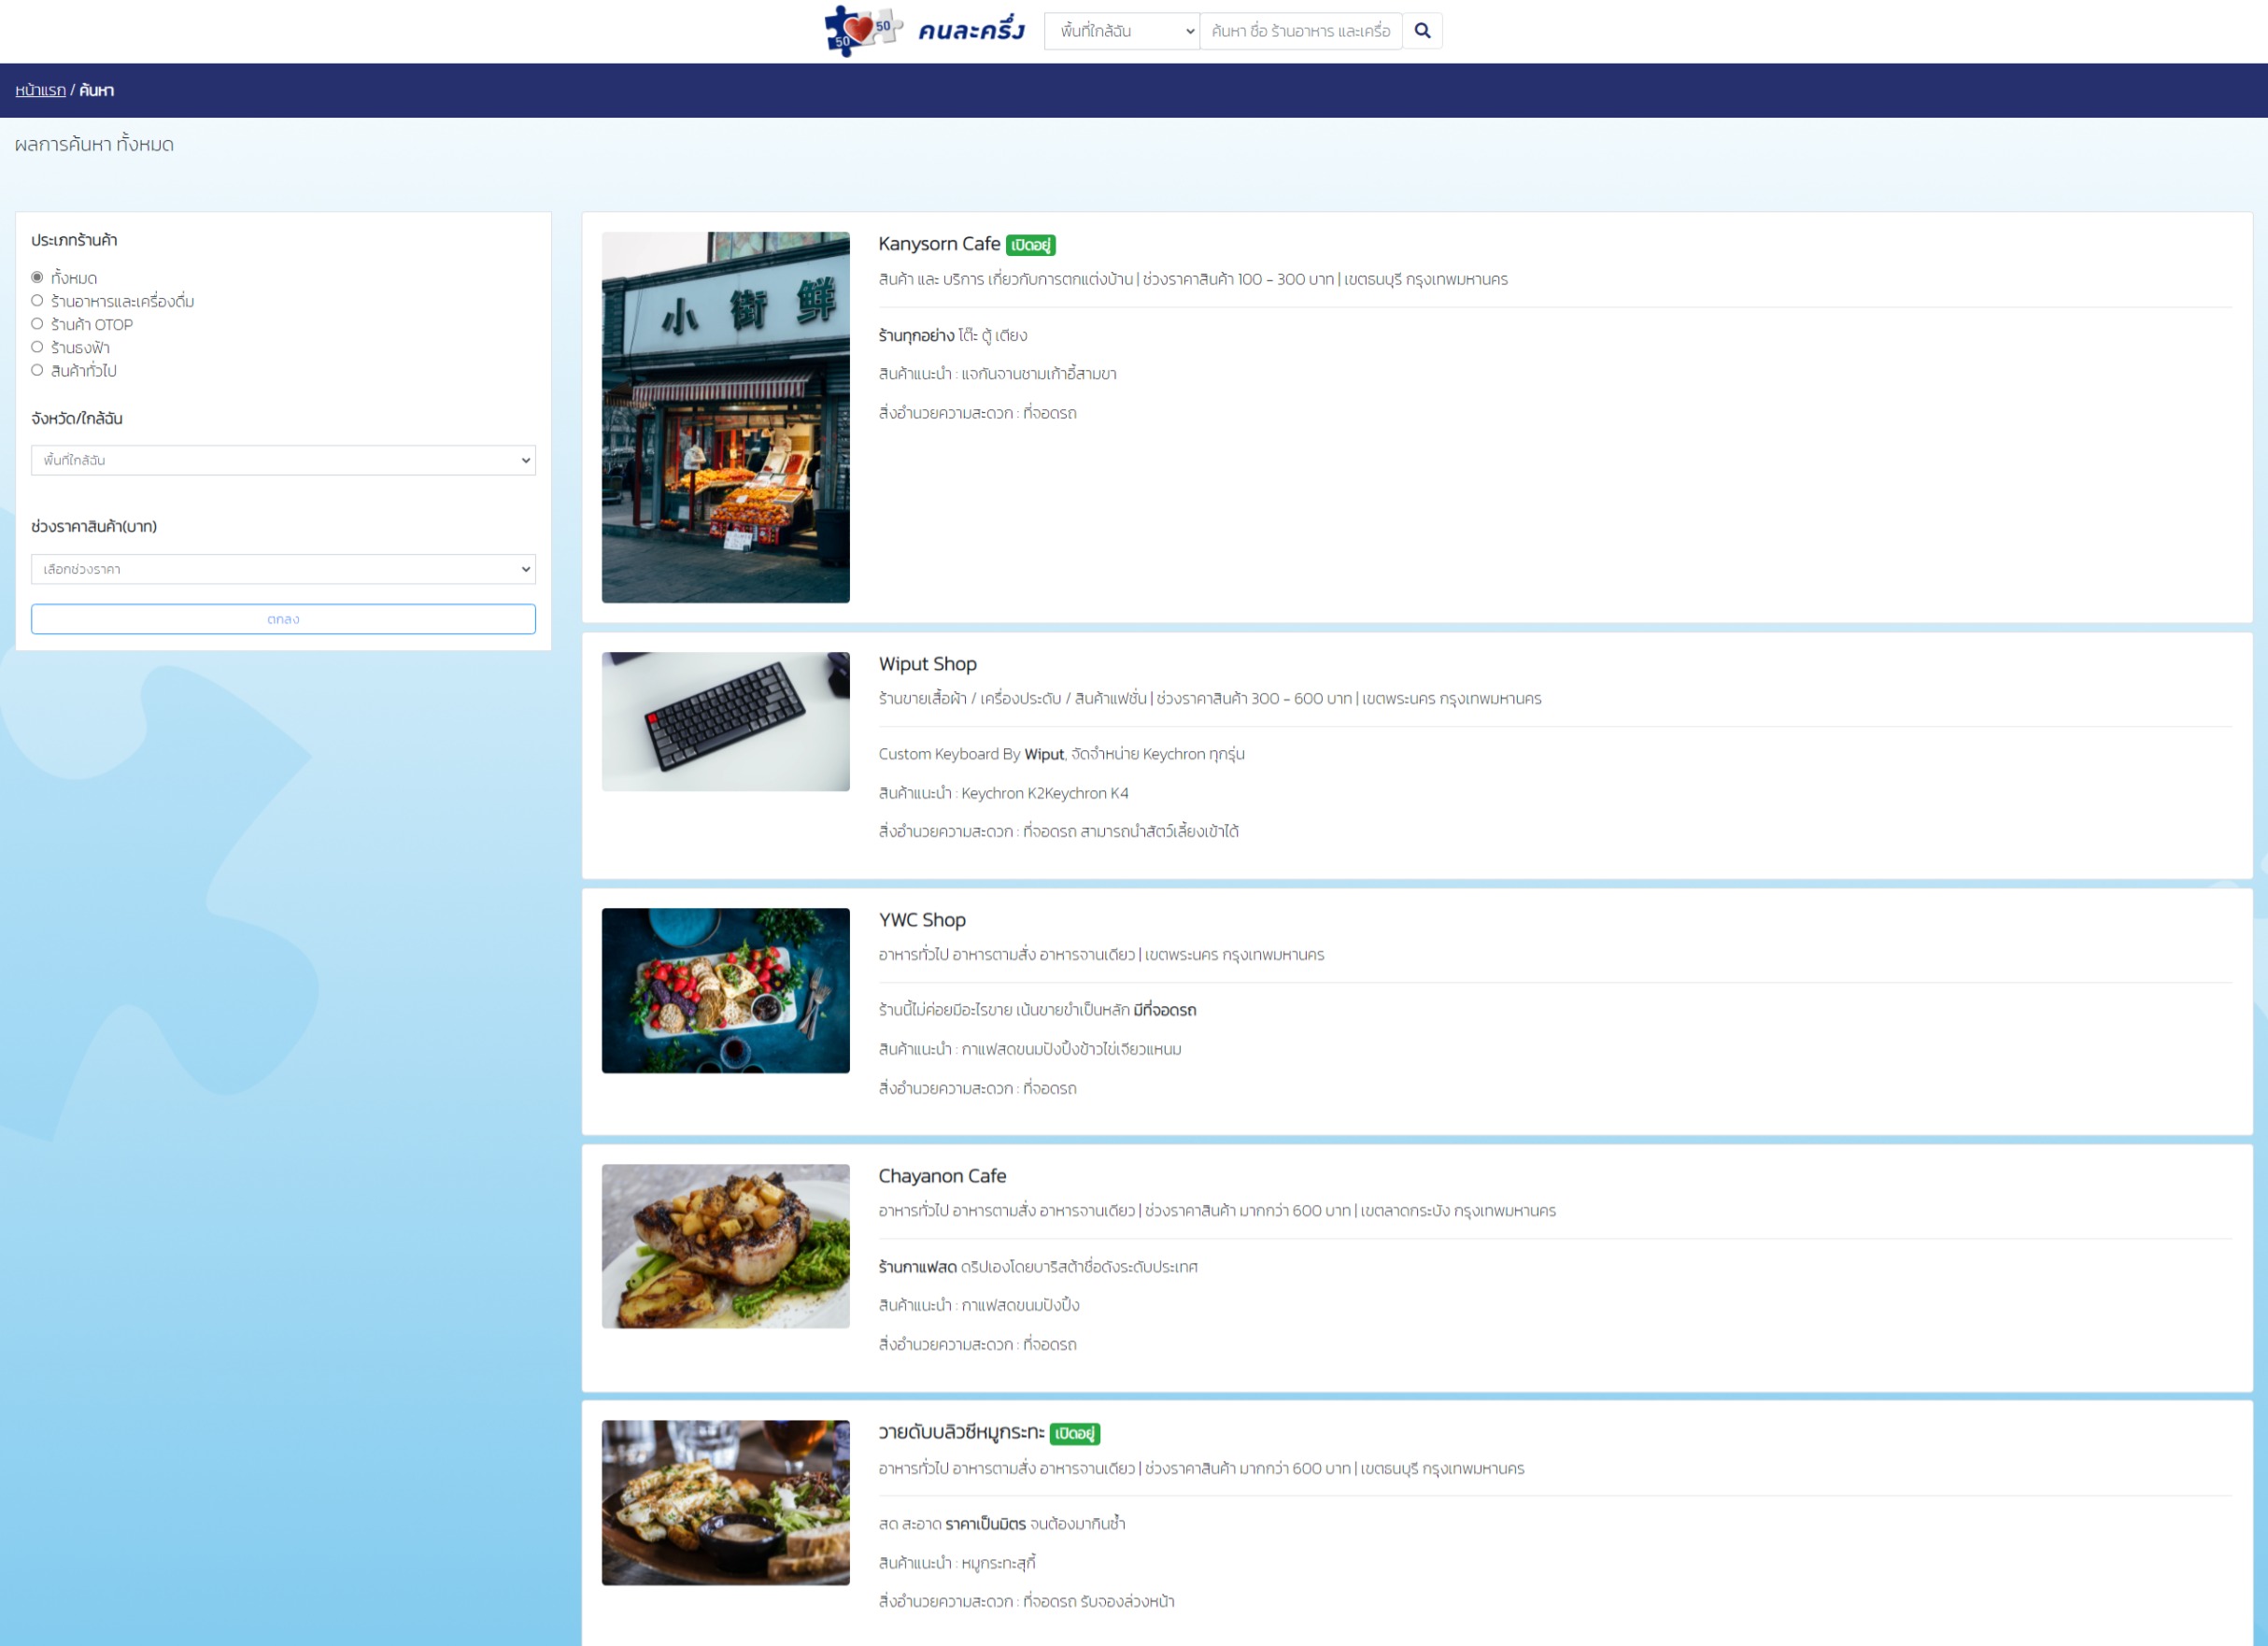 50 50 คนละครึ่ง
พื้นที่ใกล้ฉัน
ค้นหา ชื่อ ร้านอาหาร และเครื่อ
หน้าแรก / ค้นหา
ผลการค้นหา ทั้งหมด
ประเภทร้านค้า
ทั้งหมด
ร้านอาหารและเครื่องดื่ม
ร้านค้า OTOP
ร้านธงฟ้า
สินค้าทั่วไป
จังหวัด/ใกล้ฉัน
พื้นที่ใกล้ฉัน
ช่วงราคาสินค้า(บาท)
เลือกช่วงราคา
ตกลง
小街鲜
Kanysorn Cafe เปิดอยู่
สินค้า และ บริการ เกี่ยวกับการตกแต่งบ้าน | ช่วงราคาสินค้า 100 - 300 บาท | เขตธนบุรี กรุงเทพมหานคร
ร้านทุกอย่าง โต๊ะ ตู้ เตียง
สินค้าแนะนำ : แจกันจานชามเก้าอี้สามขา
สิ่งอำนวยความสะดวก : ที่จอดรถ
Wiput Shop
ร้านขายเสื้อผ้า / เครื่องประดับ / สินค้าแฟชั่น | ช่วงราคาสินค้า 300 - 600 บาท | เขตพระนคร กรุงเทพมหานคร
Custom Keyboard By Wiput, จัดจำหน่าย Keychron ทุกรุ่น
สินค้าแนะนำ : Keychron K2Keychron K4
สิ่งอำนวยความสะดวก : ที่จอดรถ สามารถนำสัตว์เลี้ยงเข้าได้
YWC Shop
อาหารทั่วไป อาหารตามสั่ง อาหารจานเดียว | เขตพระนคร กรุงเทพมหานคร
ร้านนี้ไม่ค่อยมีอะไรขาย เน้นขายขำเป็นหลัก มีที่จอดรถ
สินค้าแนะนำ : กาแฟสดขนมปังปิ้งข้าวไข่เจียวแหนม
สิ่งอำนวยความสะดวก : ที่จอดรถ
Chayanon Cafe
อาหารทั่วไป อาหารตามสั่ง อาหารจานเดียว | ช่วงราคาสินค้า มากกว่า 600 บาท | เขตลาดกระบัง กรุงเทพมหานคร
ร้านกาแฟสด ดริปเองโดยบาริสต้าชื่อดังระดับประเทศ
สินค้าแนะนำ : กาแฟสดขนมปังปิ้ง
สิ่งอำนวยความสะดวก : ที่จอดรถ
วายดับบลิวซีหมูกระทะ เปิดอยู่
อาหารทั่วไป อาหารตามสั่ง อาหารจานเดียว | ช่วงราคาสินค้า มากกว่า 600 บาท | เขตธนบุรี กรุงเทพมหานคร
สด สะอาด ราคาเป็นมิตร จนต้องมากินซ้ำ
สินค้าแนะนำ : หมูกระทะสุกี้
สิ่งอำนวยความสะดวก : ที่จอดรถ รับจองล่วงหน้า